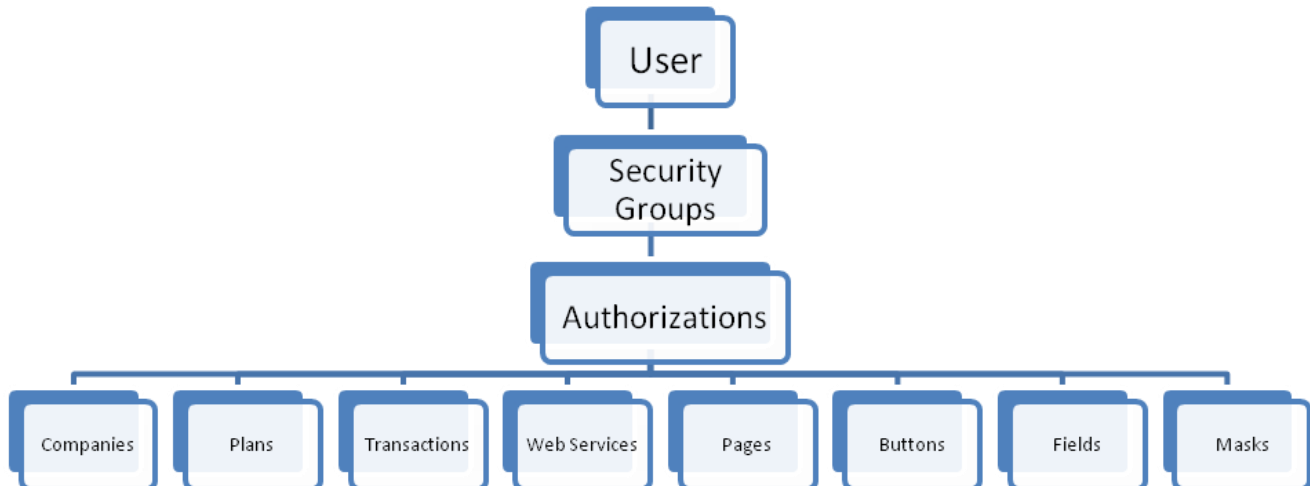 User
Security
Groups
Authorizations
Companies
Plans
Transactions
Web Services
Pages
Buttons
Fields
Masks